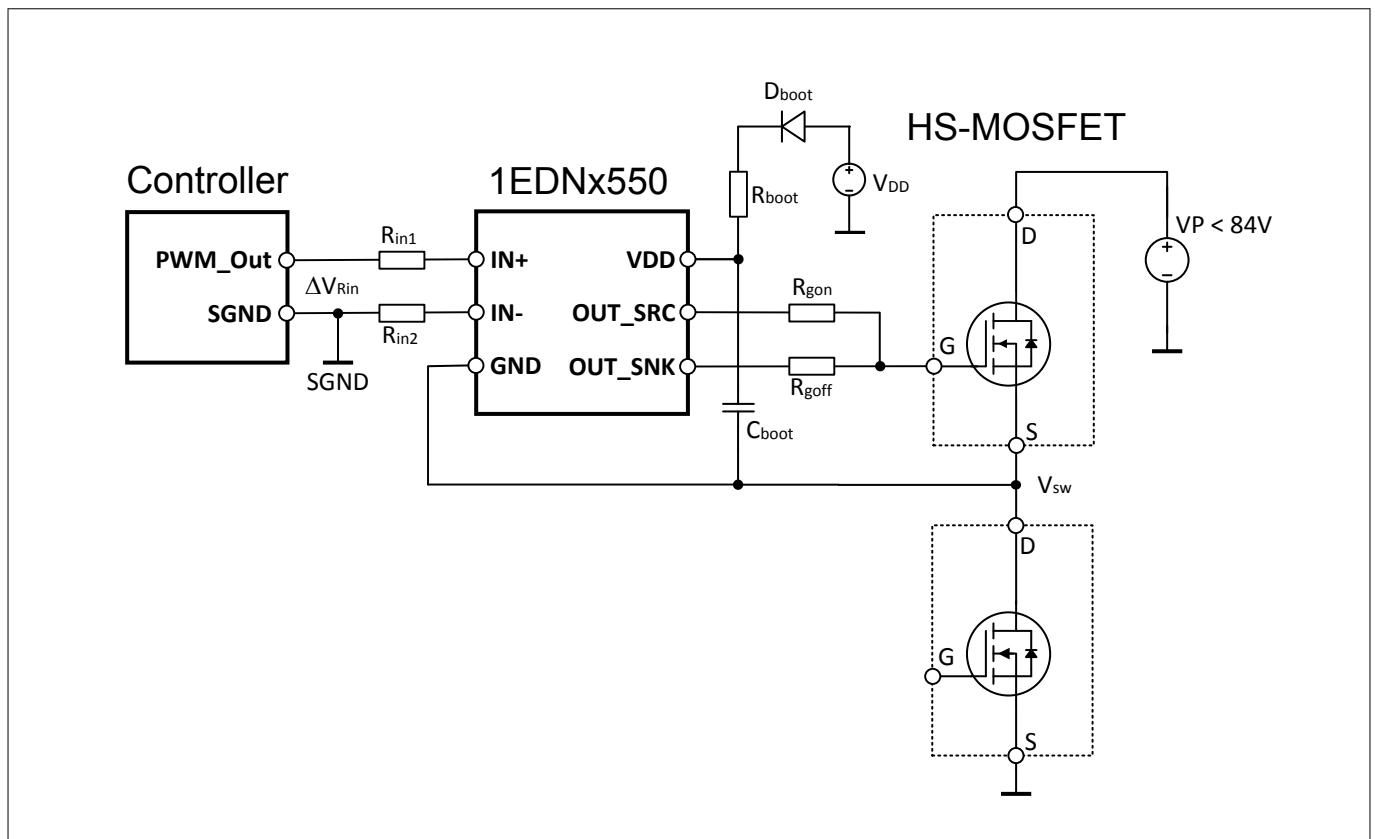 Dboot
HS-MOSFET
Controller
1EDNx550
VDD
Rboot
D
VP < 84V
Rin1
PWM_Out
IN+
VDD
ΔVRin
Rgon
SGND
IN-
OUT_SRC
Rin2
G
GND
OUT_SNK
SGND
Rgoff
Cboot
S
Vsw
D
G
S